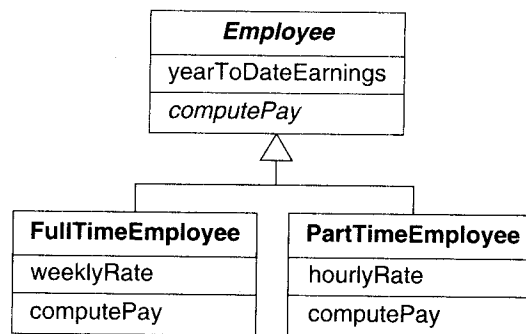 Employee
yearToDateEarnings
computePay
FullTimeEmployee
weeklyRate
computePay
PartTimeEmployee
hourlyRate
computePay